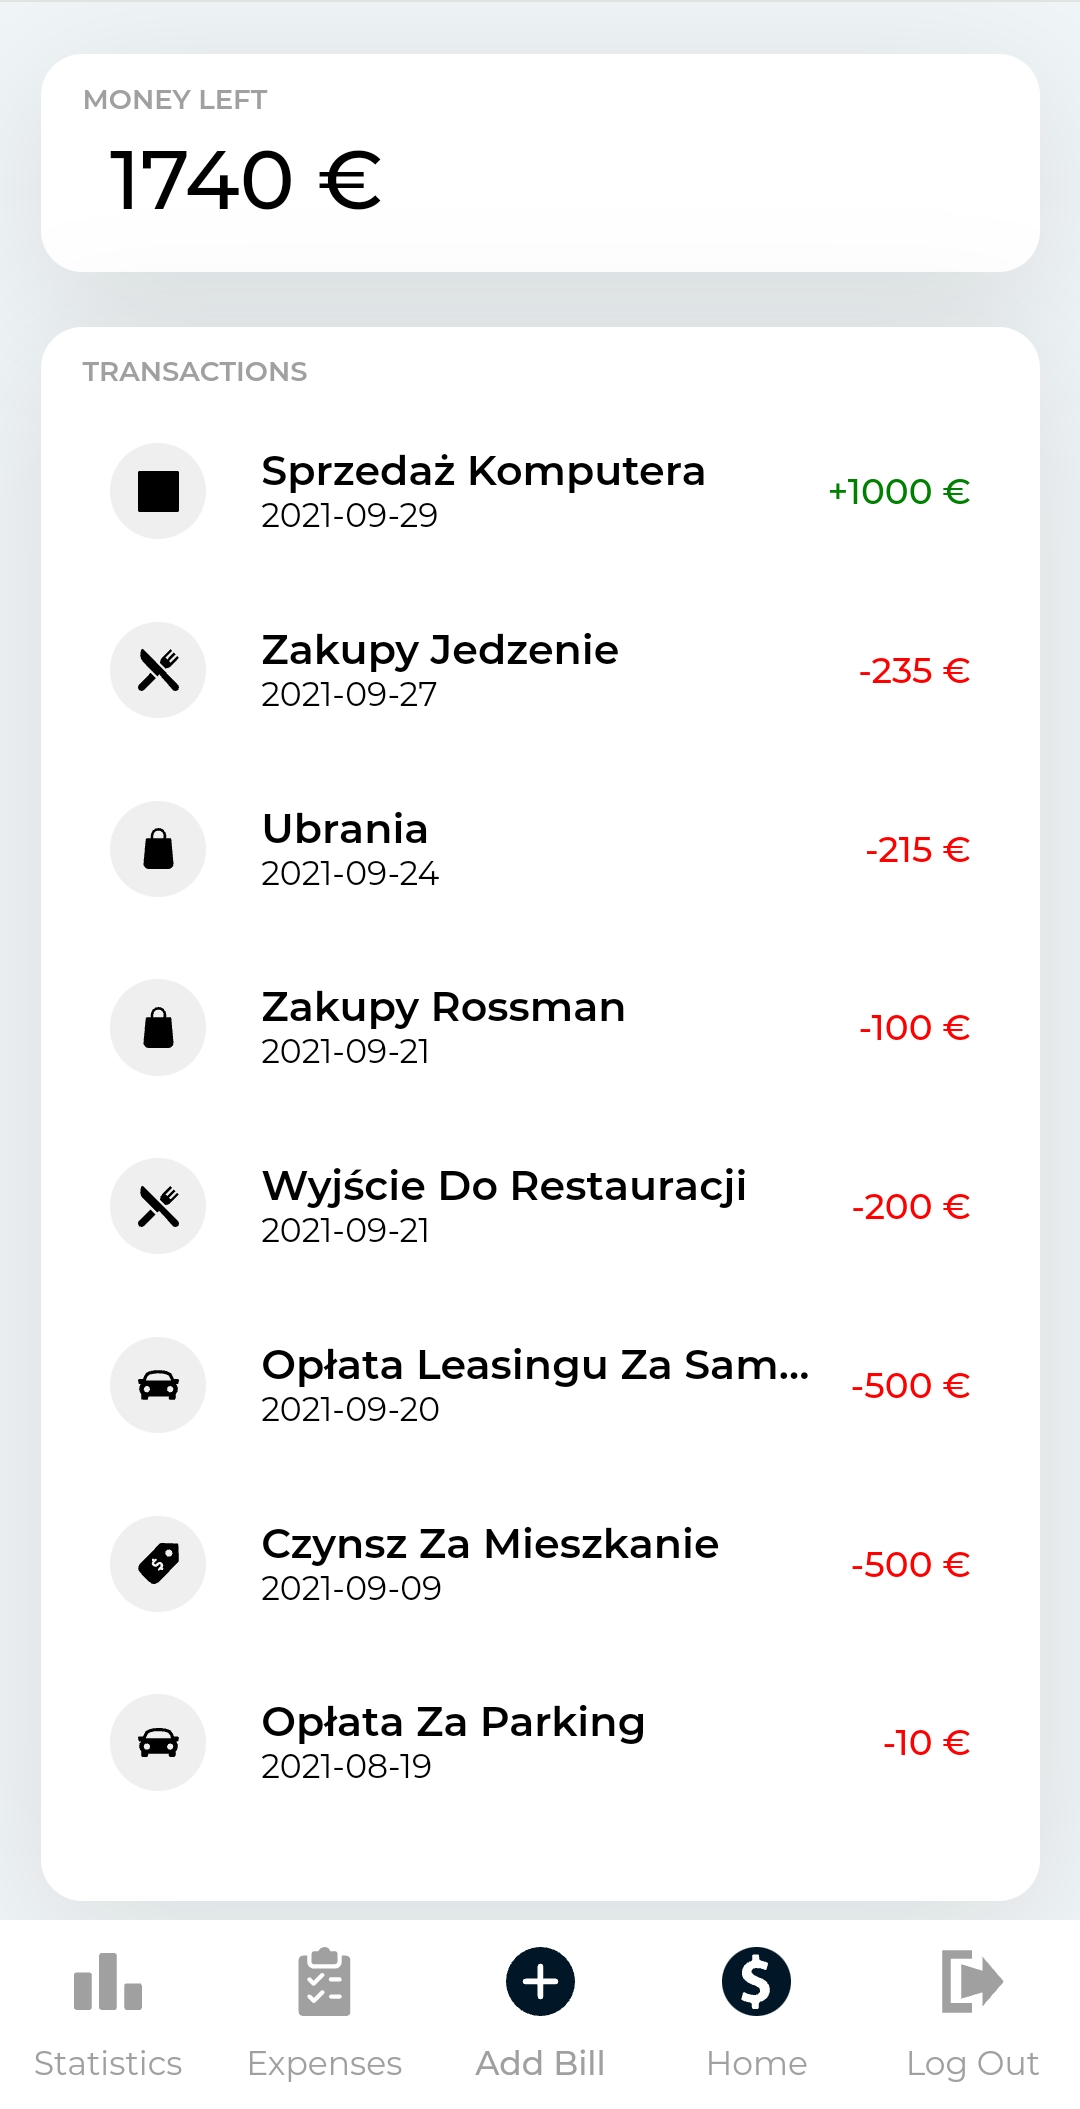 MONEY LEFT
1740 €
TRANSACTIONS
Sprzedaż Komputera
2021-09-29
+1000 €
Zakupy Jedzenie
2021-09-27
-235 €
Ubrania
2021-09-24
-215 €
Zakupy Rossman
2021-09-21
-100 €
Wyjście Do Restauracji
2021-09-21
-200 €
Opłata Leasingu Za Sam...
2021-09-20
-500 €
Czynsz Za Mieszkanie
2021-09-09
-500 €
Opłata Za Parking
2021-08-19
-10 €
Statistics
Expenses
Add Bill
Home
Log Out